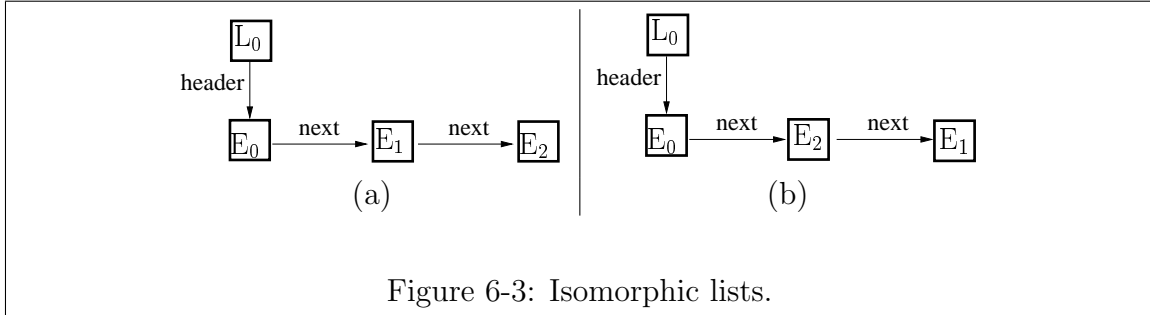 L₀
header
E₀ next E₁ next E₂
(a)
L₀
header
E₀ next E₂ next E₁
(b)
Figure 6-3: Isomorphic lists.